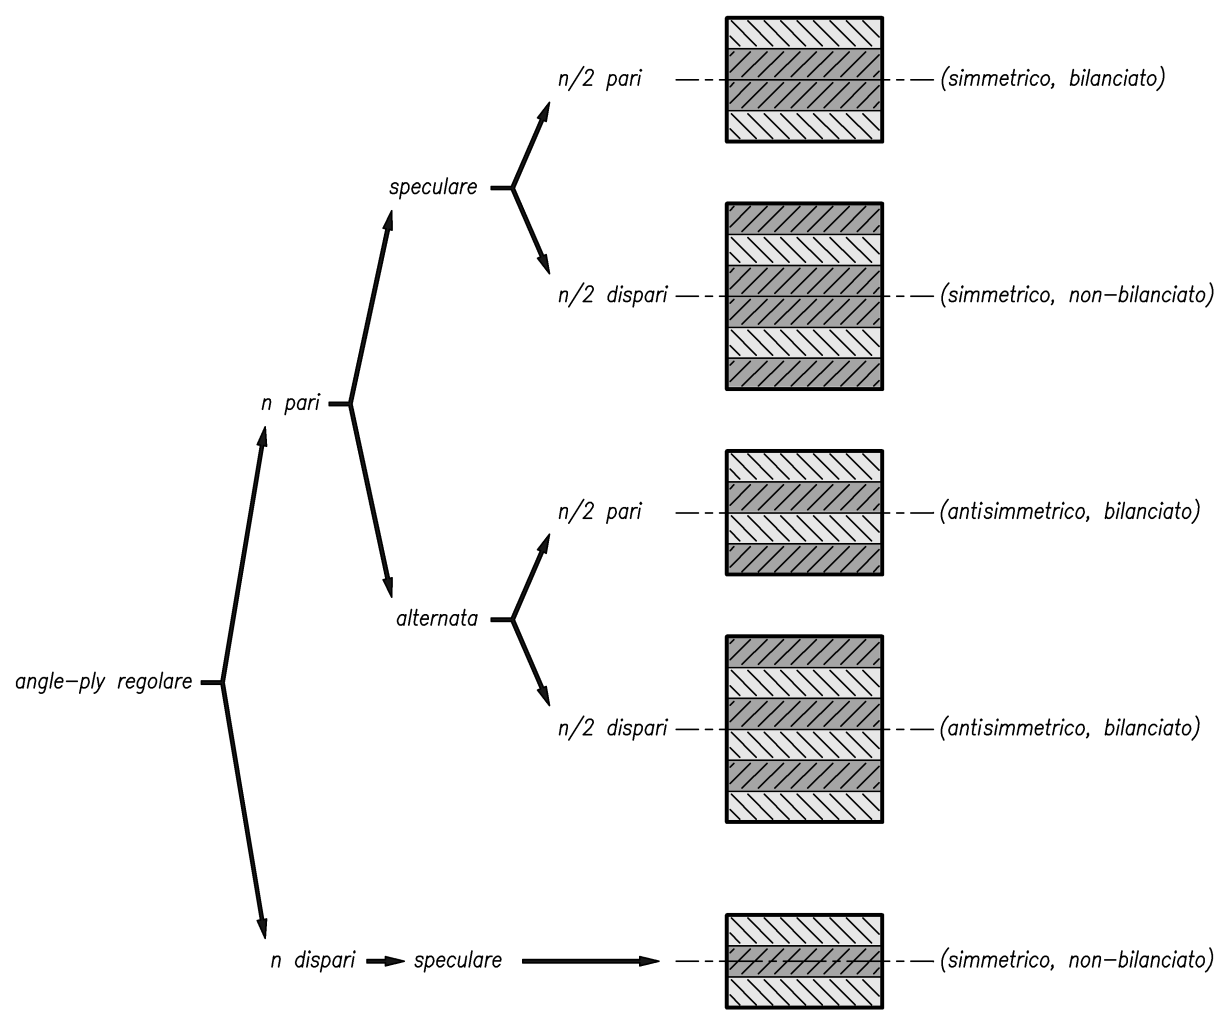 n/2 pari (simmetrico, bilanciato)
speculare
n/2 dispari (simmetrico, non-bilanciato)
n pari
n/2 pari (antisimmetrico, bilanciato)
alternata
angle-ply regolare
n/2 dispari (antisimmetrico, bilanciato)
n dispari speculare (simmetrico, non-bilanciato)